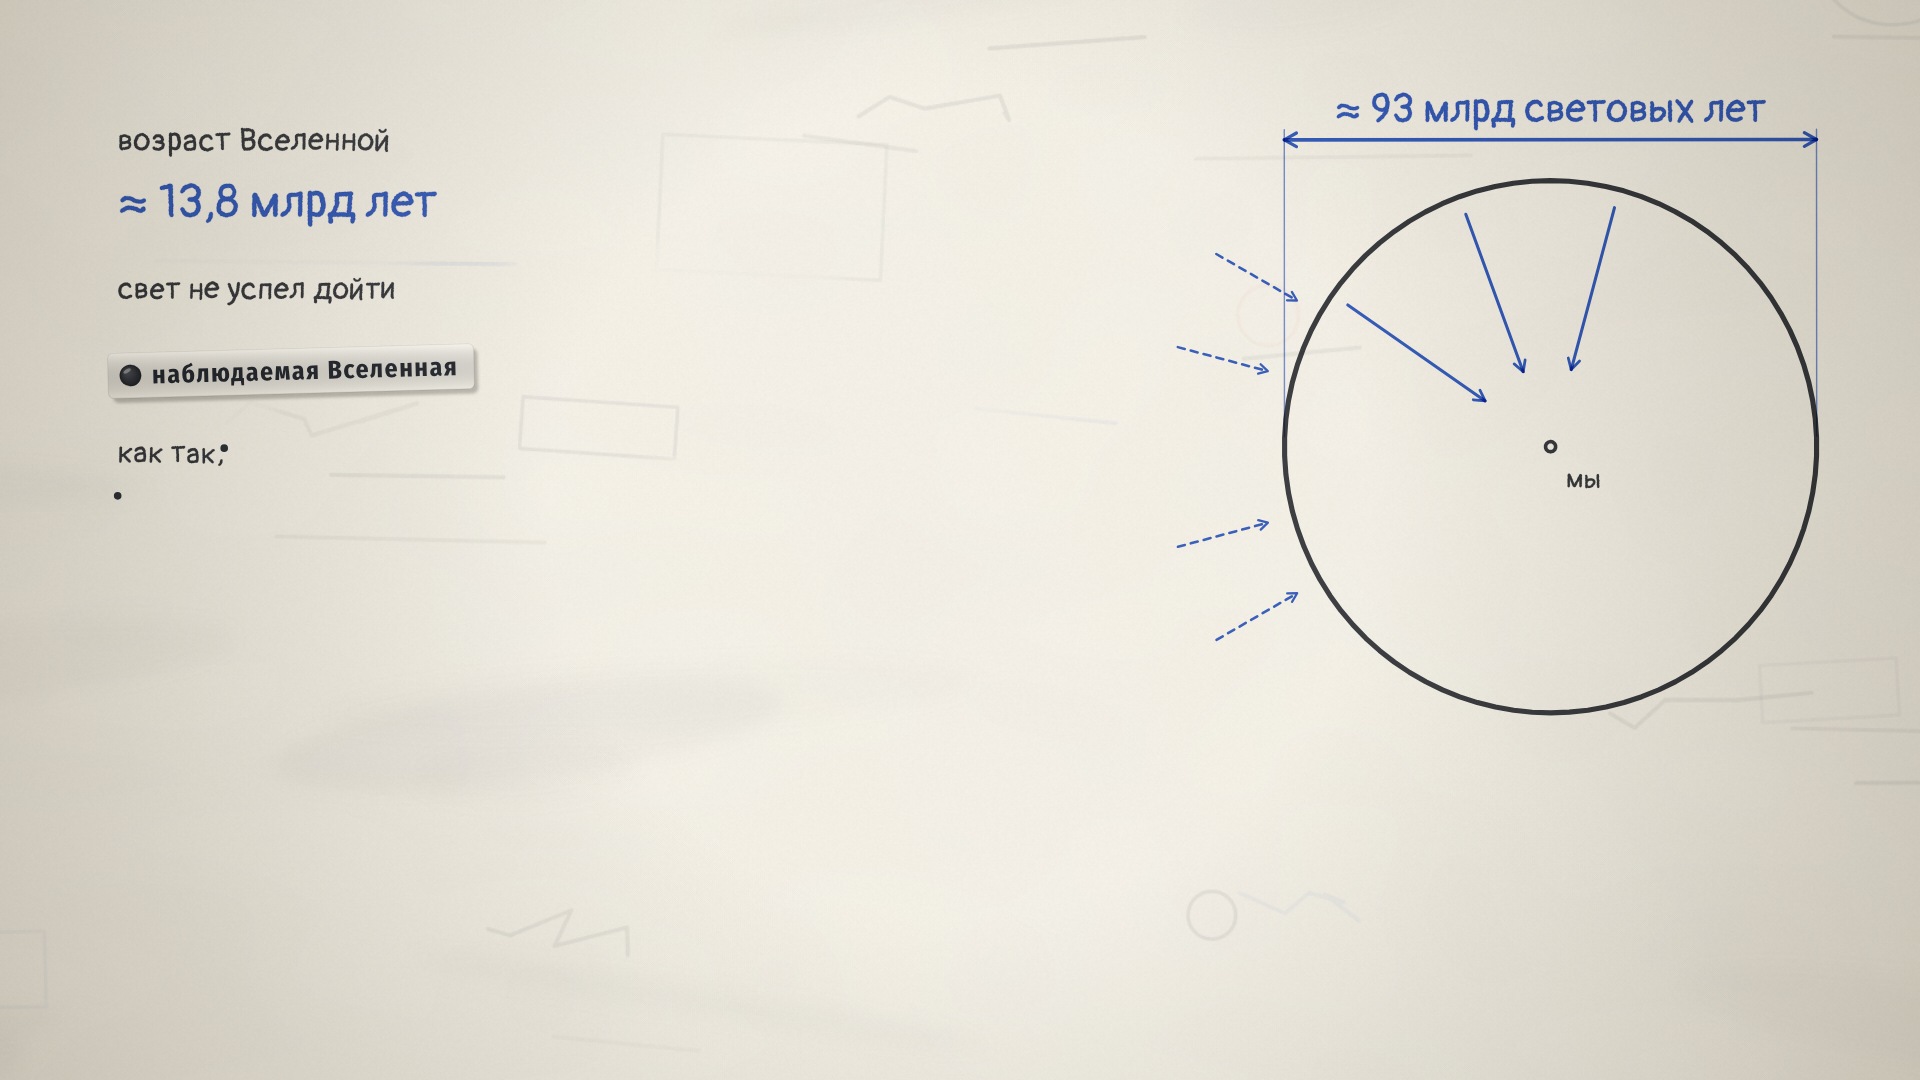 возраст Вселенной
≈ 13,8 млрд лет
свет не успел дойти
наблюдаемая Вселенная
как так,
≈ 93 млрд световых лет
мы